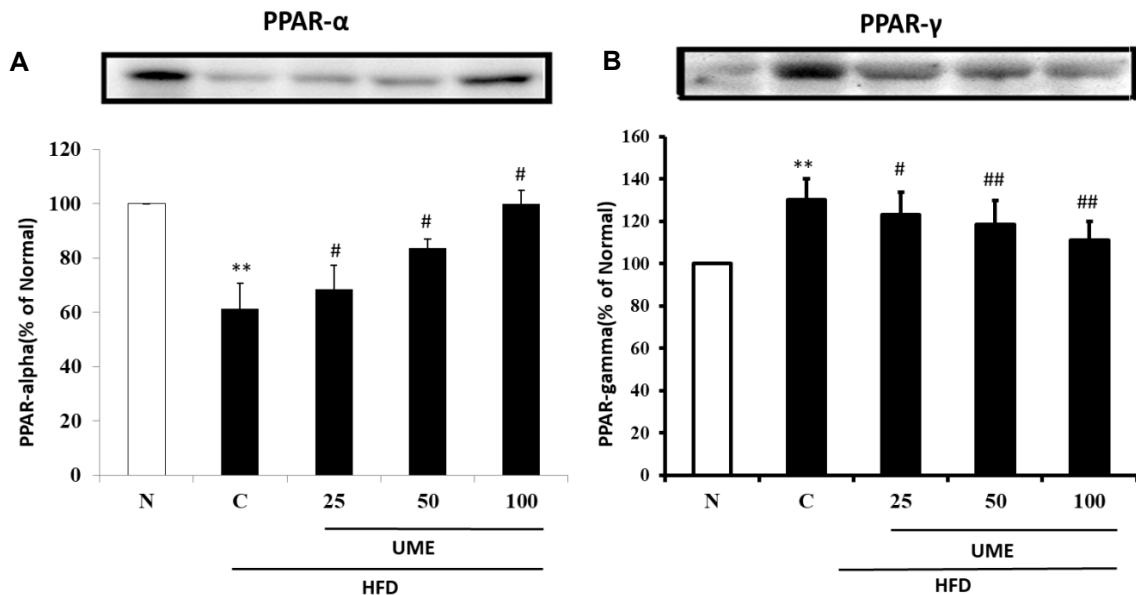 PPAR-α
A
120
100
80
60
40
20
0
PPAR-alpha(% of Normal)
**
#
#
#
N C 25 50 100
UME
HFD
PPAR-γ
B
160
140
120
100
80
60
40
20
0
PPAR-gamma(% of Normal)
**
#
##
##
N C 25 50 100
UME
HFD